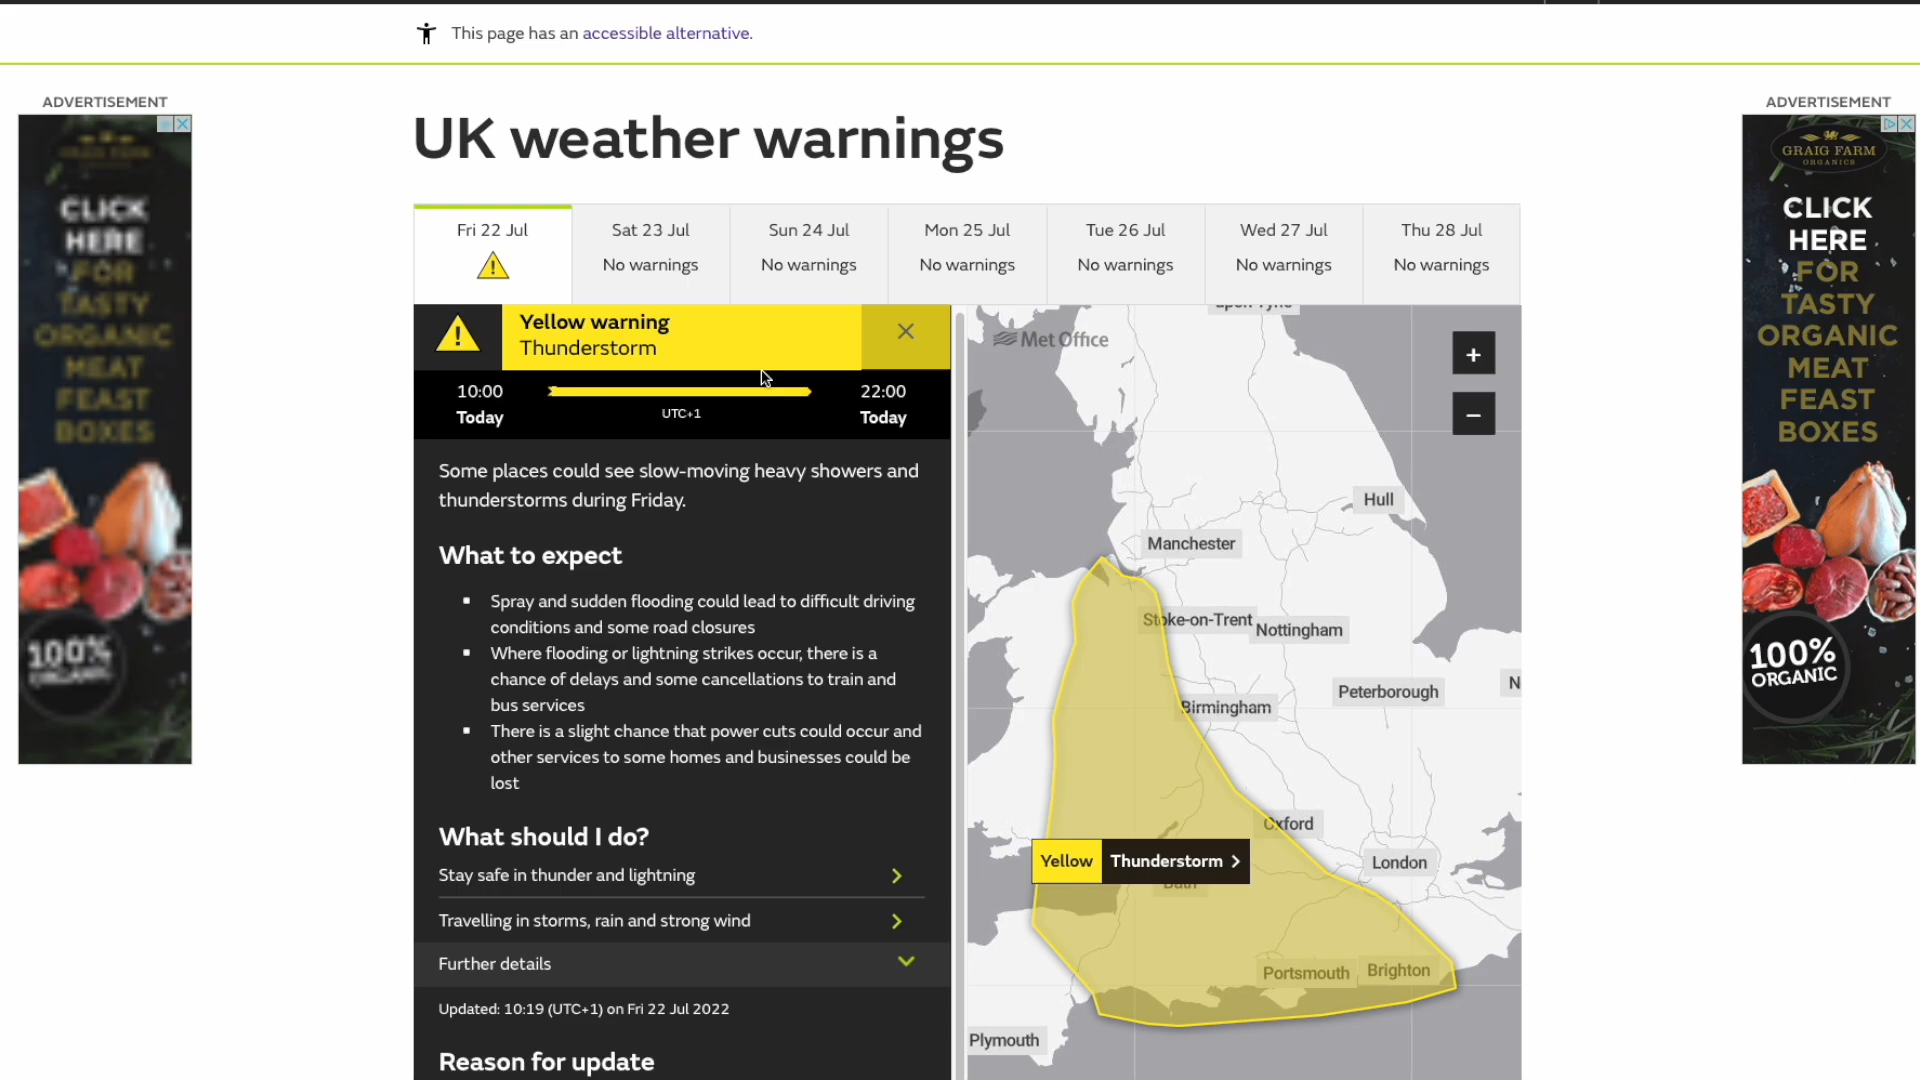 This page has an accessible alternative.
ADVERTISEMENT
ADVERTISEMENT
UK weather warnings
CLICK
HERE
FOR
TASTY
ORGANIC
MEAT
FEAST
BOXES
100%
ORGANIC
GRAIG FARM
ORGANICS
CLICK
HERE
FOR
TASTY
ORGANIC
MEAT
FEAST
BOXES
100%
ORGANIC
Fri 22 Jul
Sat 23 Jul
No warnings
Sun 24 Jul
No warnings
Mon 25 Jul
No warnings
Tue 26 Jul
No warnings
Wed 27 Jul
No warnings
Thu 28 Jul
No warnings
Yellow warning
Thunderstorm
10:00
Today
UTC+1
22:00
Today
Some places could see slow-moving heavy showers and
thunderstorms during Friday.
What to expect
Spray and sudden flooding could lead to difficult driving
conditions and some road closures
Where flooding or lightning strikes occur, there is a
chance of delays and some cancellations to train and
bus services
There is a slight chance that power cuts could occur and
other services to some homes and businesses could be
lost
What should I do?
Stay safe in thunder and lightning
Travelling in storms, rain and strong wind
Further details
Updated: 10:19 (UTC+1) on Fri 22 Jul 2022
Reason for update
Met Office
+
−
Hull
Manchester
Stoke-on-Trent
Nottingham
Peterborough
N
Birmingham
Oxford
London
Yellow Thunderstorm
Portsmouth
Brighton
Plymouth